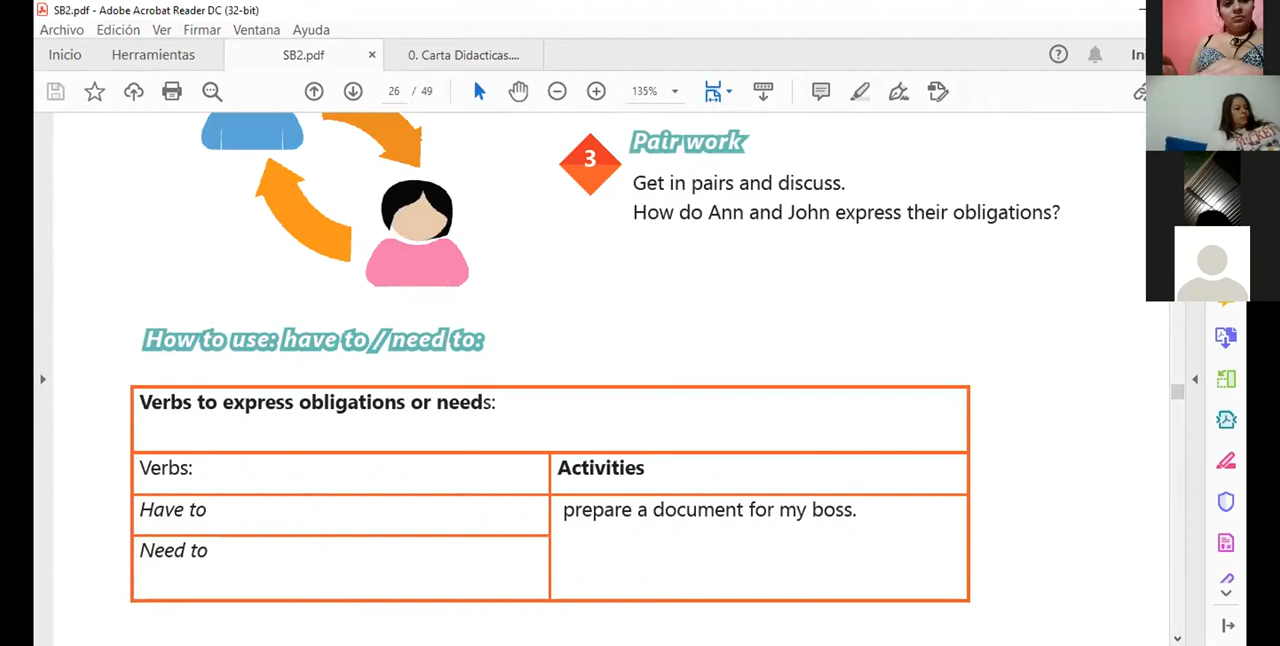 SB2.pdf - Adobe Acrobat Reader DC (32-bit)
Archivo Edición Ver Firmar Ventana Ayuda
Inicio Herramientas SB2.pdf × 0. Carta Didacticas.... ? In
26 / 49 135%
3 Pair work
Get in pairs and discuss.
How do Ann and John express their obligations?
How to use: have to / need to:
Verbs to express obligations or needs:
Verbs: Activities
Have to prepare a document for my boss.
Need to